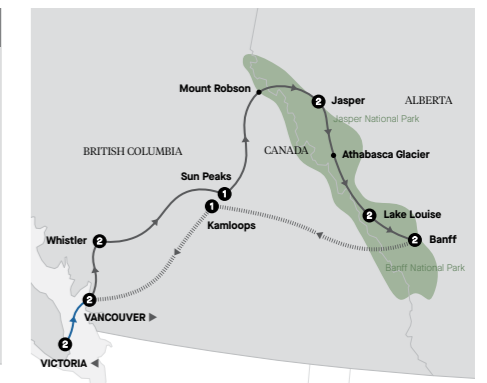 Mount Robson
2
Jasper
ALBERTA
Jasper National Park
BRITISH COLUMBIA
CANADA
Athabasca Glacier
Sun Peaks
1
1
Kamloops
2
Lake Louise
Whistler
2
2
Banff
Banff National Park
2
VANCOUVER ▶
2
VICTORIA ◀